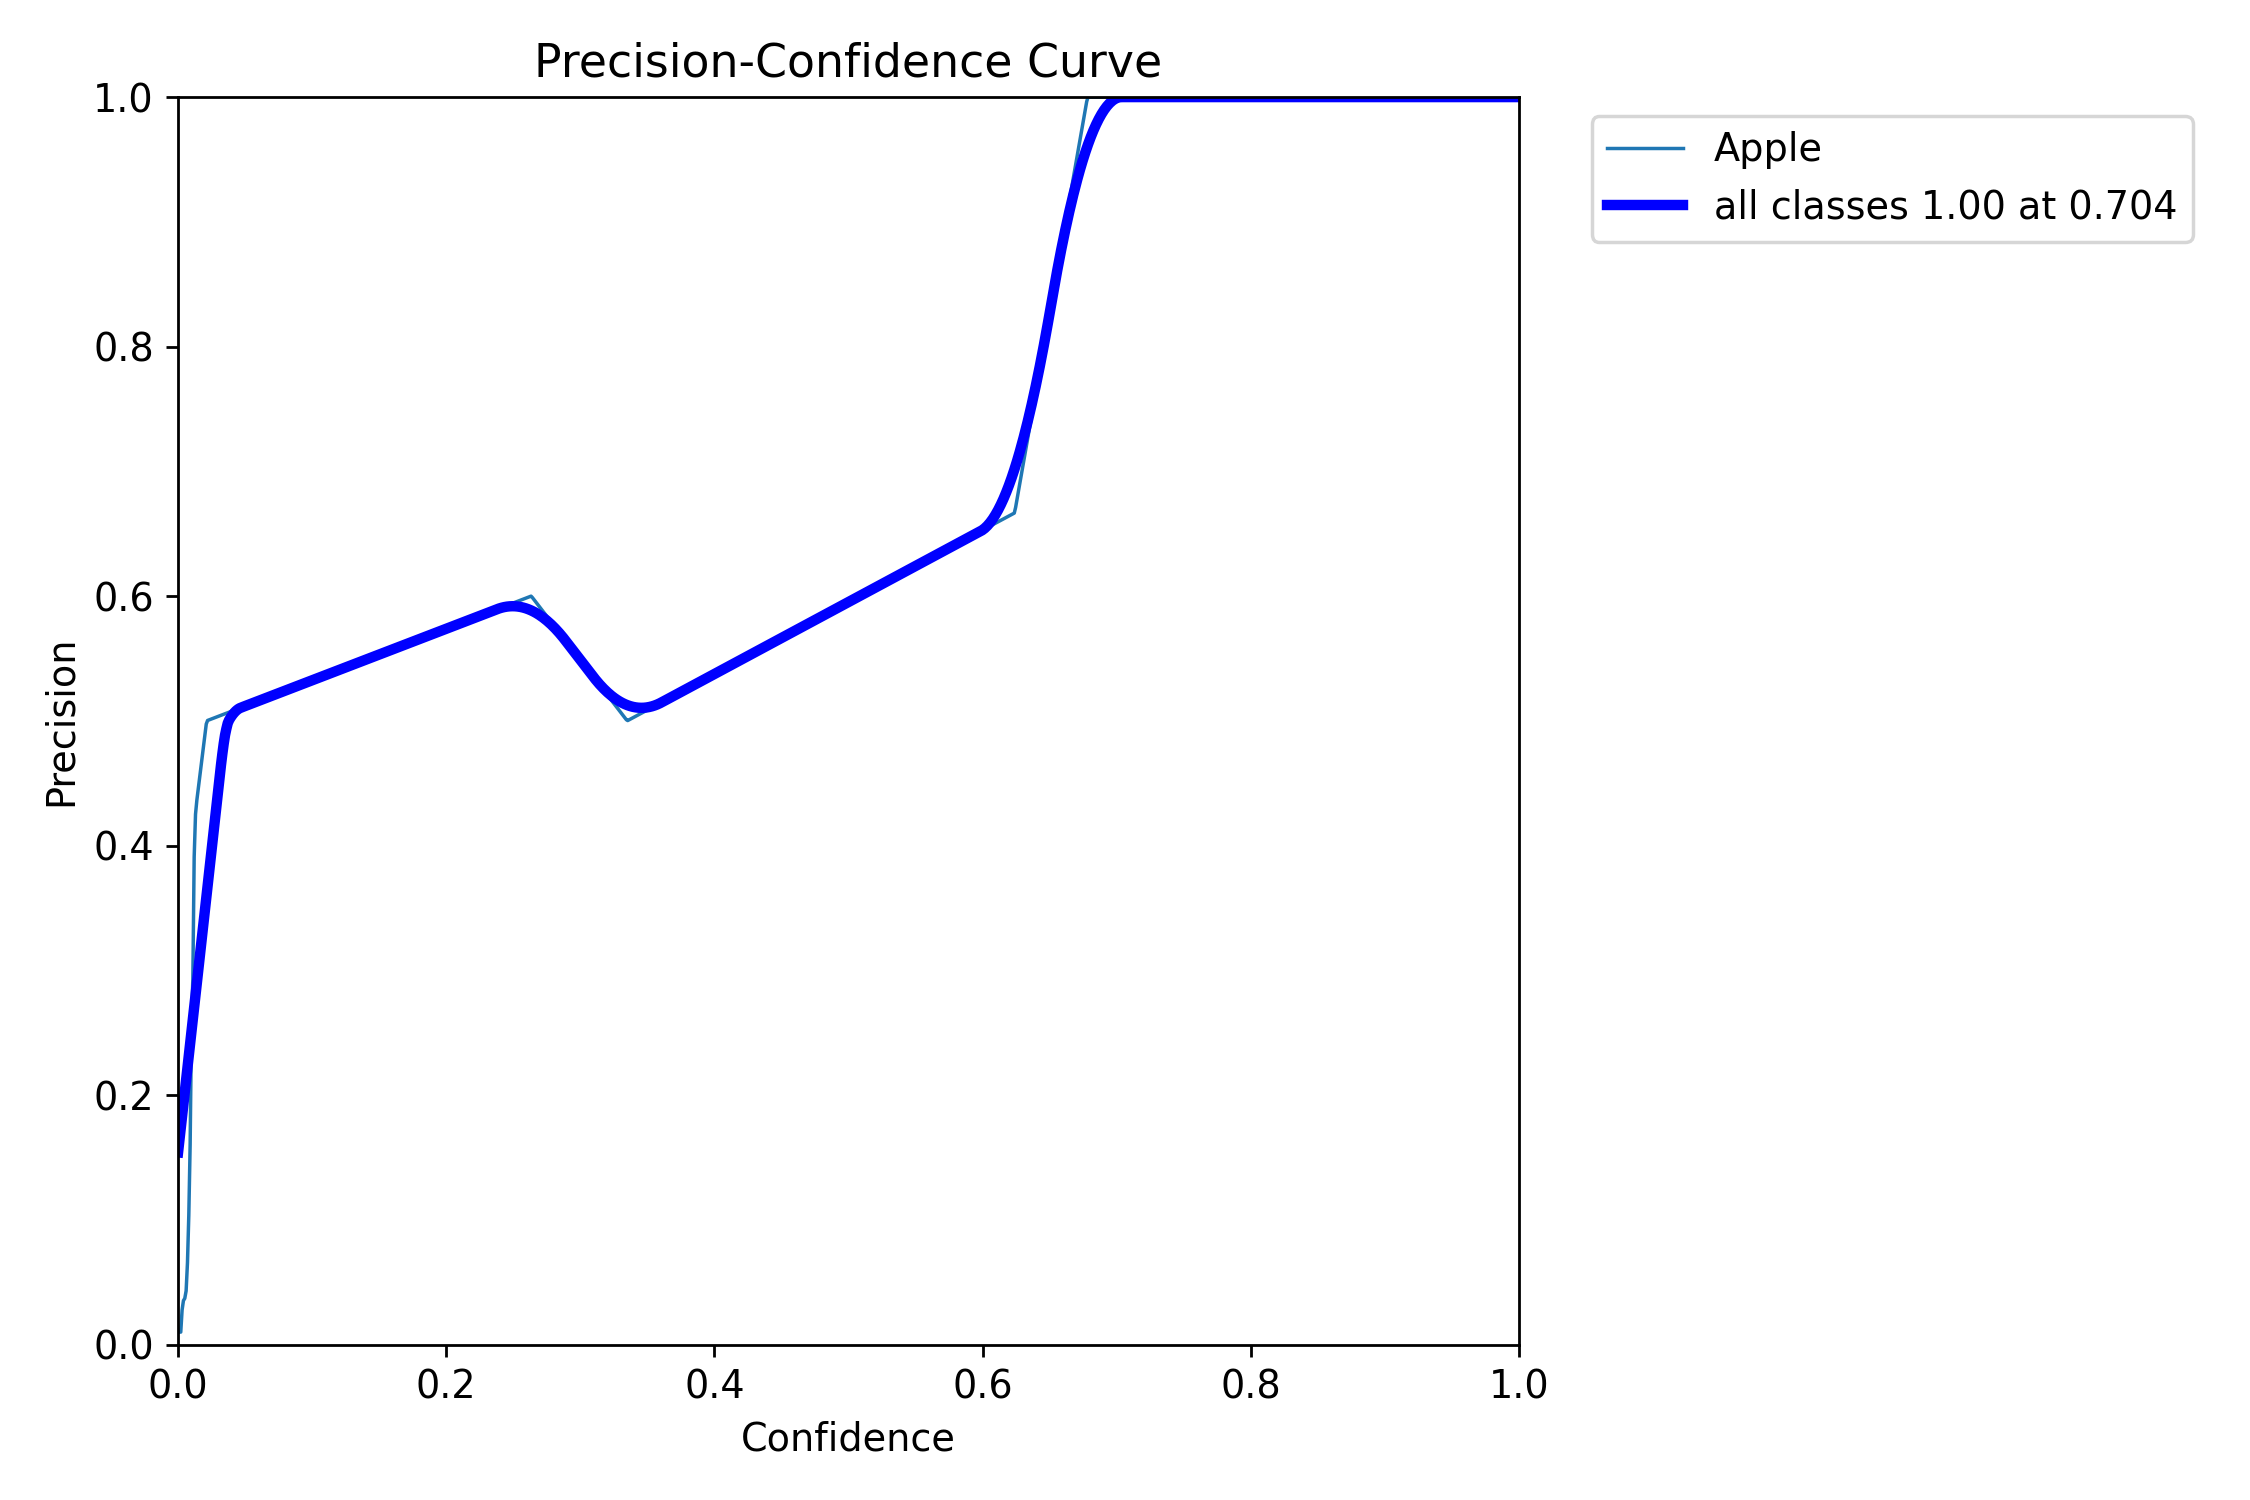 Precision-Confidence Curve
1.0
0.8
0.6
0.4
0.2
0.0
Precision
0.0 0.2 0.4 0.6 0.8 1.0
Confidence
Apple
all classes 1.00 at 0.704